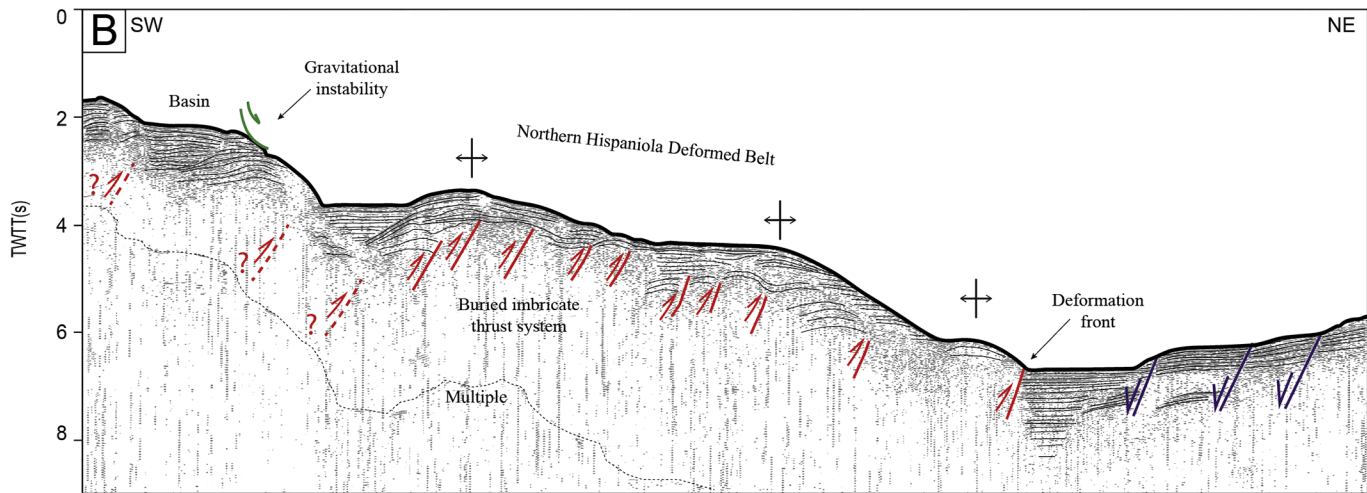 B SW
NE
0
2
4
6
8
TWTT(s)
Basin
Gravitational
instability
Northern Hispaniola Deformed Belt
?
?
?
Buried imbricate
thrust system
Multiple
Deformation
front